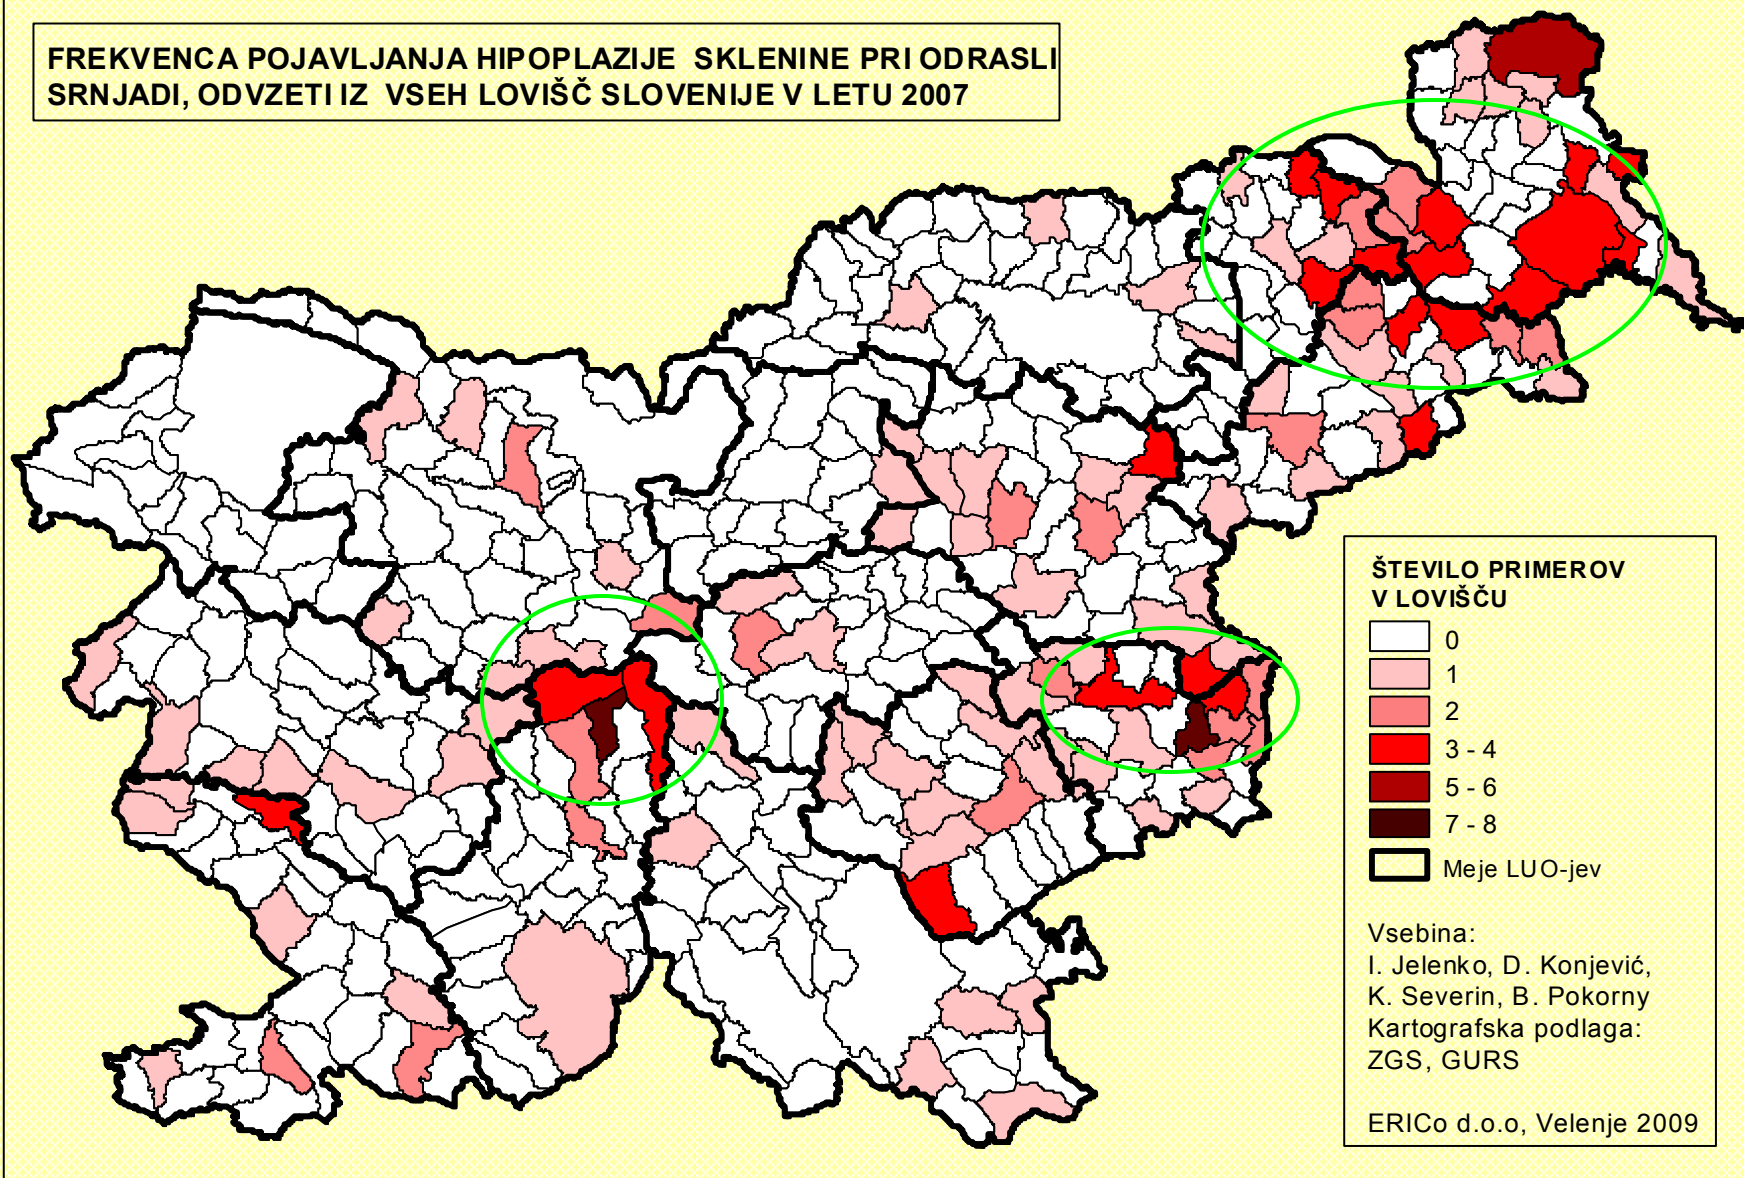 FREKVENCA POJAVLJANJA HIPOPLAZIJE SKLENINE PRI ODRASLI
SRNJADI, ODVZETI IZ VSEH LOVIŠČ SLOVENIJE V LETU 2007
ŠTEVILO PRIMEROV
V LOVIŠČU
0
1
2
3 - 4
5 - 6
7 - 8
Meje LUO-jev
Vsebina:
I. Jelenko, D. Konjević,
K. Severin, B. Pokorny
Kartografska podlaga:
ZGS, GURS
ERICo d.o.o, Velenje 2009